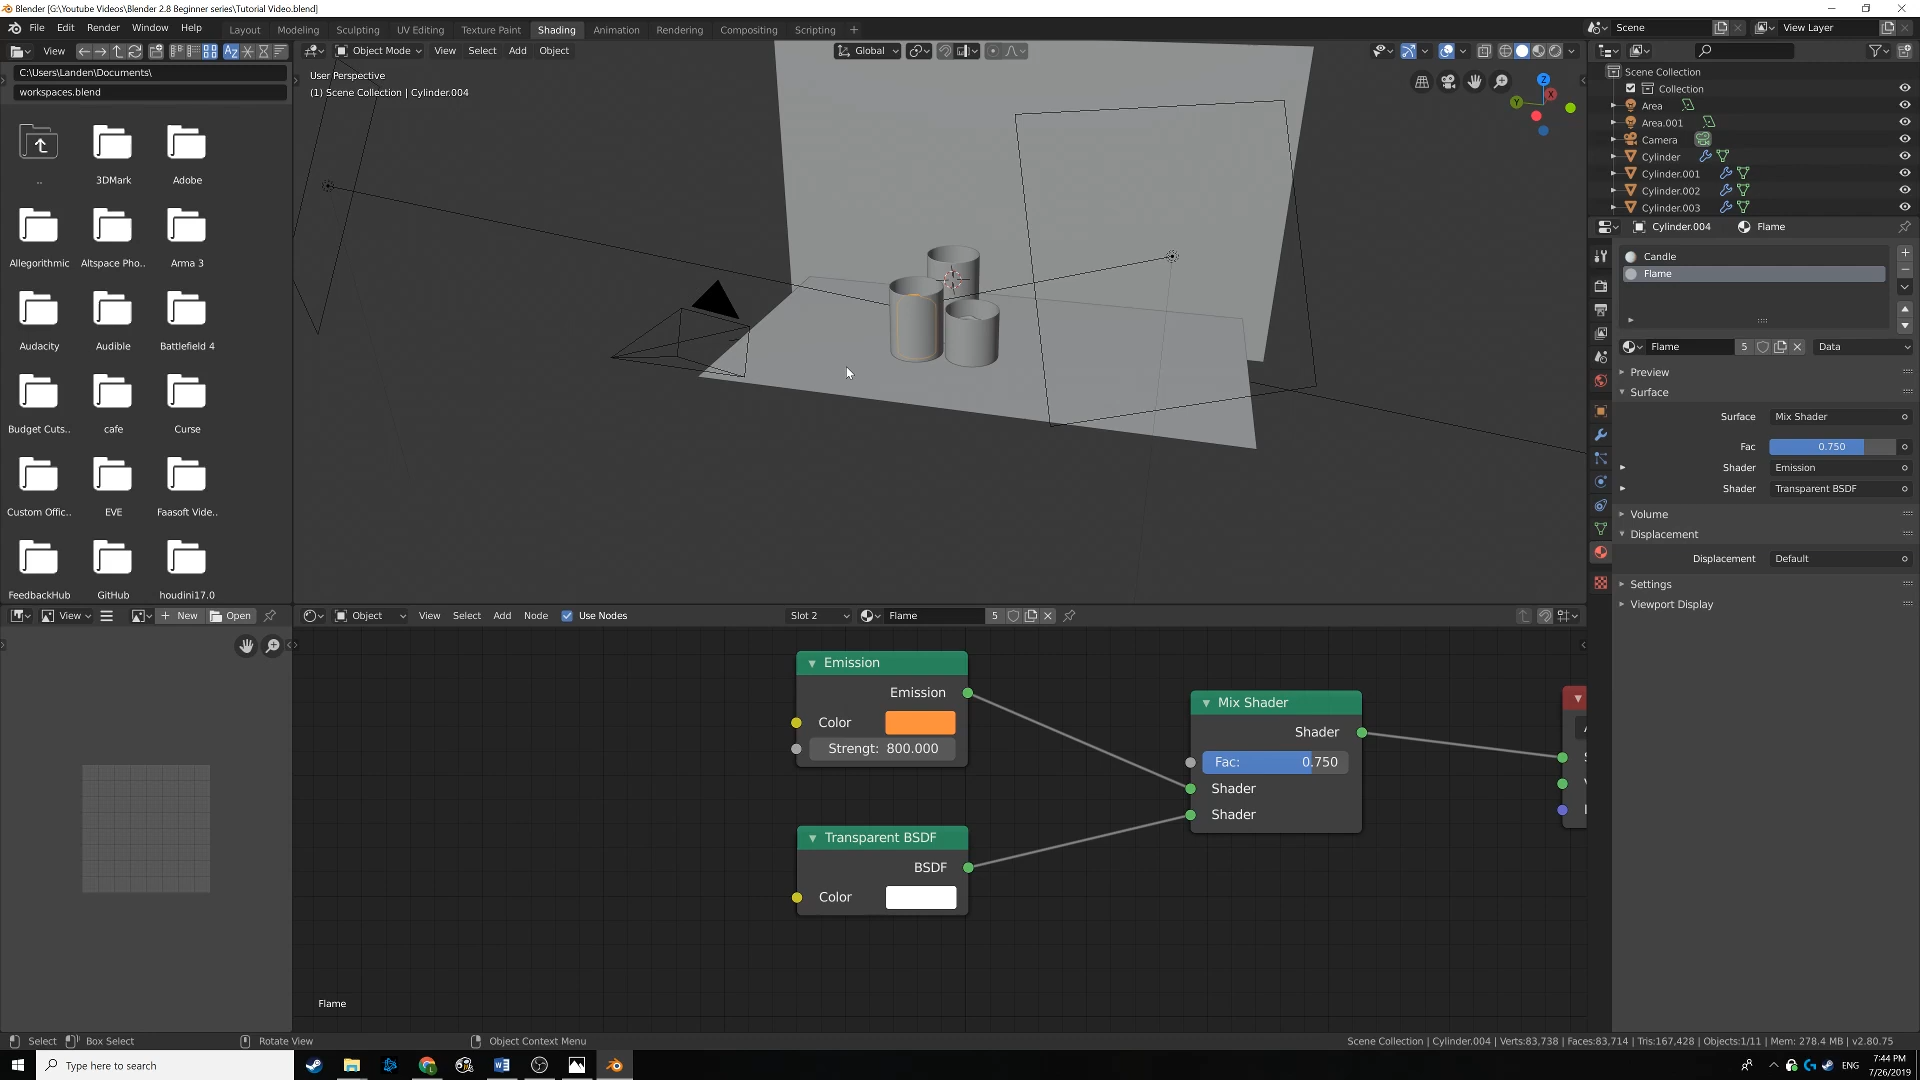 Blender [G:\Youtube Videos\Blender 2.8 Beginner series\Tutorial Video.blend]
File Edit Render Window Help
Layout Modeling Sculpting UV Editing Texture Paint Shading Animation Rendering Compositing Scripting +
Scene
View Layer
View
C:\Users\Landen\Documents\
workspaces.blend
..
3DMark
Adobe
Allegorithmic
Altspace Pho..
Arma 3
Audacity
Audible
Battlefield 4
Budget Cuts..
cafe
Curse
Custom Offic..
EVE
Faasoft Vide..
FeedbackHub
GitHub
houdini17.0
Object Mode View Select Add Object
Global
User Perspective
(1) Scene Collection | Cylinder.004
Z
X
Y
Scene Collection
Collection
Area
Area.001
Camera
Cylinder
Cylinder.001
Cylinder.002
Cylinder.003
Cylinder.004 Flame
Candle
Flame
Flame 5 Data
Preview
Surface
Surface Mix Shader
Fac 0.750
Shader Emission
Shader Transparent BSDF
Volume
Displacement
Displacement Default
Settings
Viewport Display
View + New Open
Object View Select Add Node Use Nodes Slot 2 Flame 5
Emission
Emission
Color
Strengt: 800.000
Transparent BSDF
BSDF
Color
Mix Shader
Shader
Fac: 0.750
Shader
Shader
Flame
Select Box Select Rotate View Object Context Menu
Scene Collection | Cylinder.004 | Verts:83,738 | Faces:83,714 | Tris:167,428 | Objects:1/11 | Mem: 278.4 MB | v2.80.75
Type here to search
ENG
7:44 PM
7/26/2019